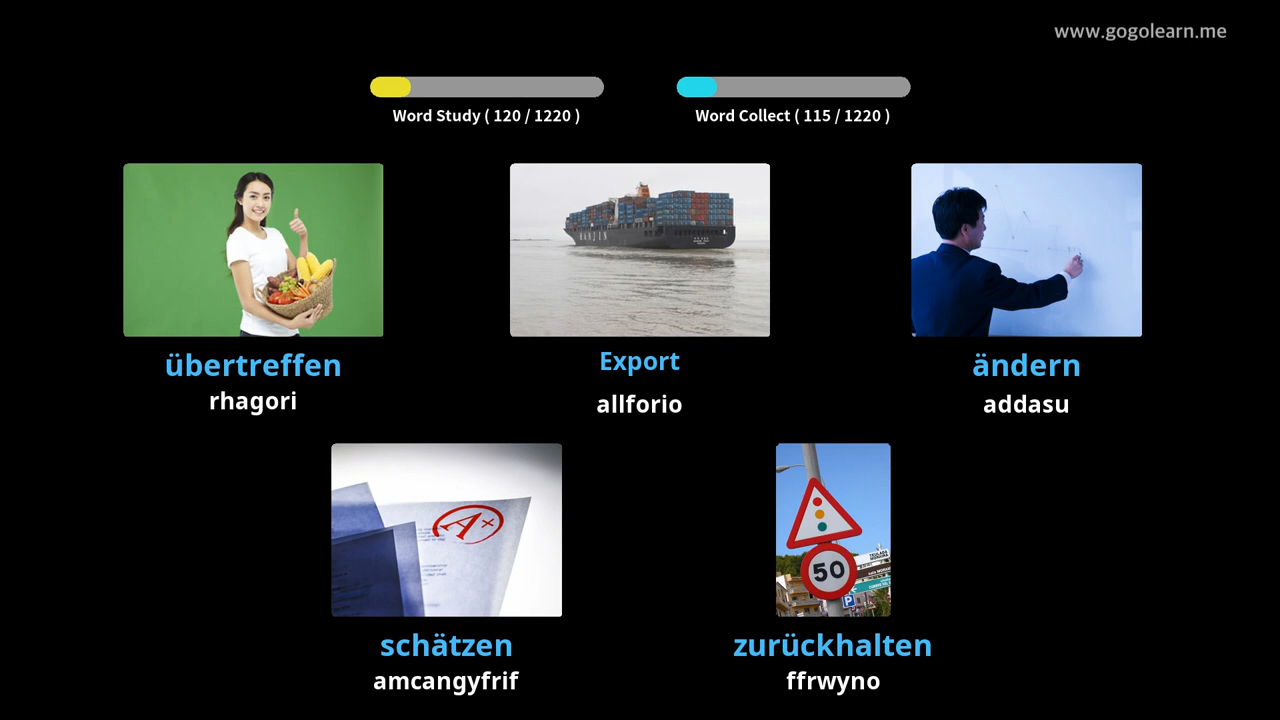 www.gogolearn.me
Word Study ( 120 / 1220 )
Word Collect ( 115 / 1220 )
HANJIN
übertreffen
rhagori
Export
allforio
ändern
addasu
A+
50
P
schätzen
amcangyfrif
zurückhalten
ffrwyno